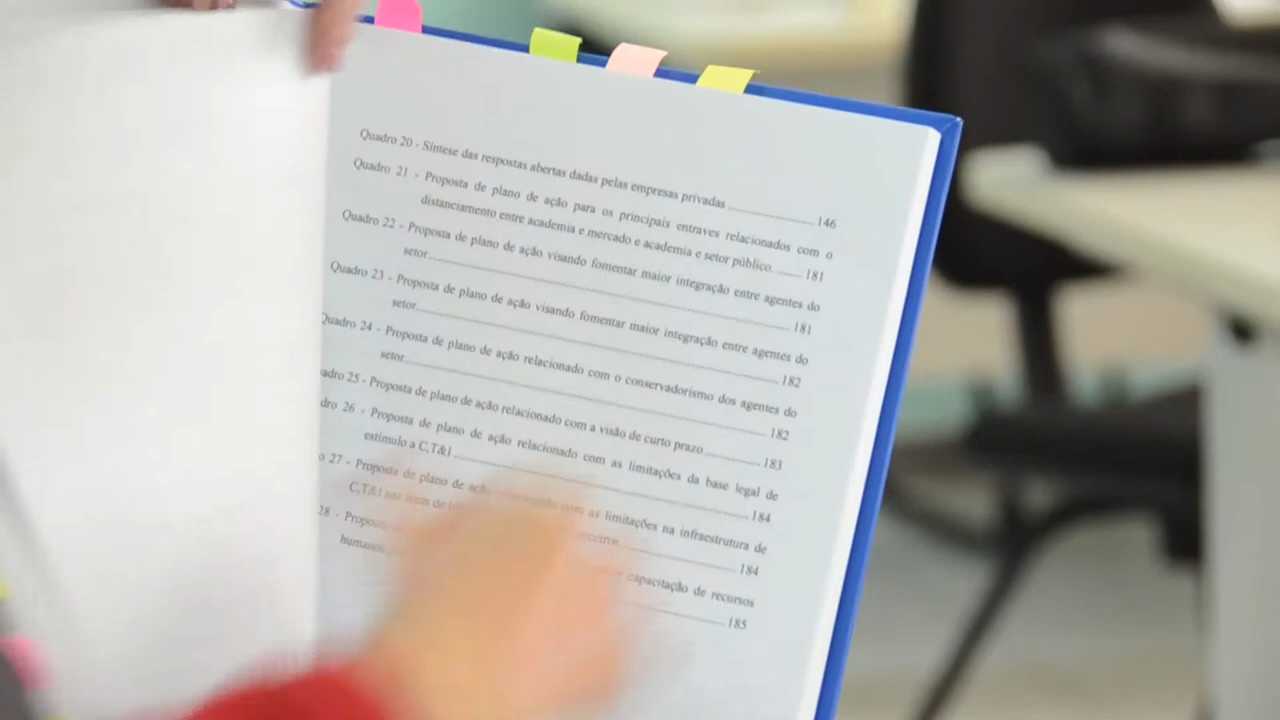 Quadro 20 - Síntese das respostas abertas dadas pelas empresas privadas 146
Quadro 21 - Proposta de plano de ação para os principais entraves relacionados com o
distanciamento entre academia e mercado e academia e setor público. 181
Quadro 22 - Proposta de plano de ação visando fomentar maior integração entre agentes do
setor 181
Quadro 23 - Proposta de plano de ação visando fomentar maior integração entre agentes do
setor 182
Quadro 24 - Proposta de plano de ação relacionado com o conservadorismo dos agentes do
setor 182
adro 25 - Proposta de plano de ação relacionado com a visão de curto prazo 183
dro 26 - Proposta de plano de ação relacionado com as limitações da base legal de
estímulo a C,T&I 184
o 27 - Proposta de plano de com as limitações na infraestrutura de
C,T&I nas áreas de 184
28 - capacitação de recursos
185